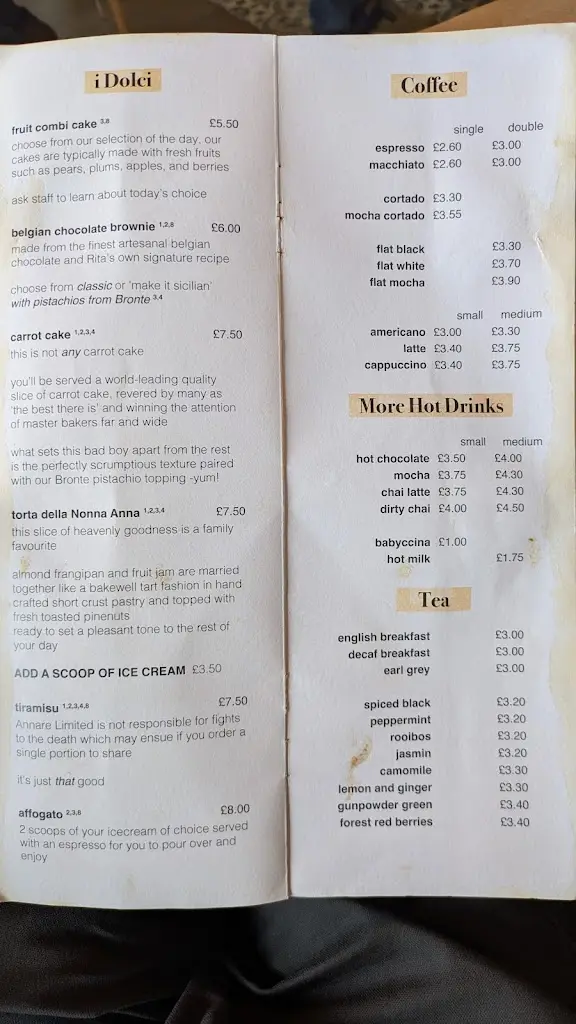 i Dolci
fruit combi cake 3,8 £5.50
choose from our selection of the day, our
cakes are typically made with fresh fruits
such as pears, plums, apples, and berries
ask staff to learn about today's choice
belgian chocolate brownie 1,2,8 £6.00
made from the finest artesanal belgian
chocolate and Rita's own signature recipe
choose from classic or 'make it sicilian'
with pistachios from Bronte 3,4
carrot cake 1,2,3,4 £7.50
this is not any carrot cake
you'll be served a world-leading quality
slice of carrot cake, revered by many as
'the best there is' and winning the attention
of master bakers far and wide
what sets this bad boy apart from the rest
is the perfectly scrumptious texture paired
with our Bronte pistachio topping -yum!
torta della Nonna Anna 1,2,3,4 £7.50
this slice of heavenly goodness is a family
favourite
almond frangipan and fruit jam are married
together like a bakewell tart fashion in hand
crafted short crust pastry and topped with
fresh toasted pinenuts
ready to set a pleasant tone to the rest of
your day
ADD A SCOOP OF ICE CREAM £3.50
tiramisu 1,2,3,4,8 £7.50
Annare Limited is not responsible for fights
to the death which may ensue if you order a
single portion to share
it's just that good
affogato 2,3,8 £8.00
2 scoops of your icecream of choice served
with an espresso for you to pour over and
enjoy
Coffee
single double
espresso £2.60 £3.00
macchiato £2.60 £3.00
cortado £3.30
mocha cortado £3.55
flat black £3.30
flat white £3.70
flat mocha £3.90
small medium
americano £3.00 £3.30
latte £3.40 £3.75
cappuccino £3.40 £3.75
More Hot Drinks
small medium
hot chocolate £3.50 £4.00
mocha £3.75 £4.30
chai latte £3.75 £4.30
dirty chai £4.00 £4.50
babyccina £1.00
hot milk £1.75
Tea
english breakfast £3.00
decaf breakfast £3.00
earl grey £3.00
spiced black £3.20
peppermint £3.20
rooibos £3.20
jasmin £3.20
camomile £3.30
lemon and ginger £3.30
gunpowder green £3.40
forest red berries £3.40